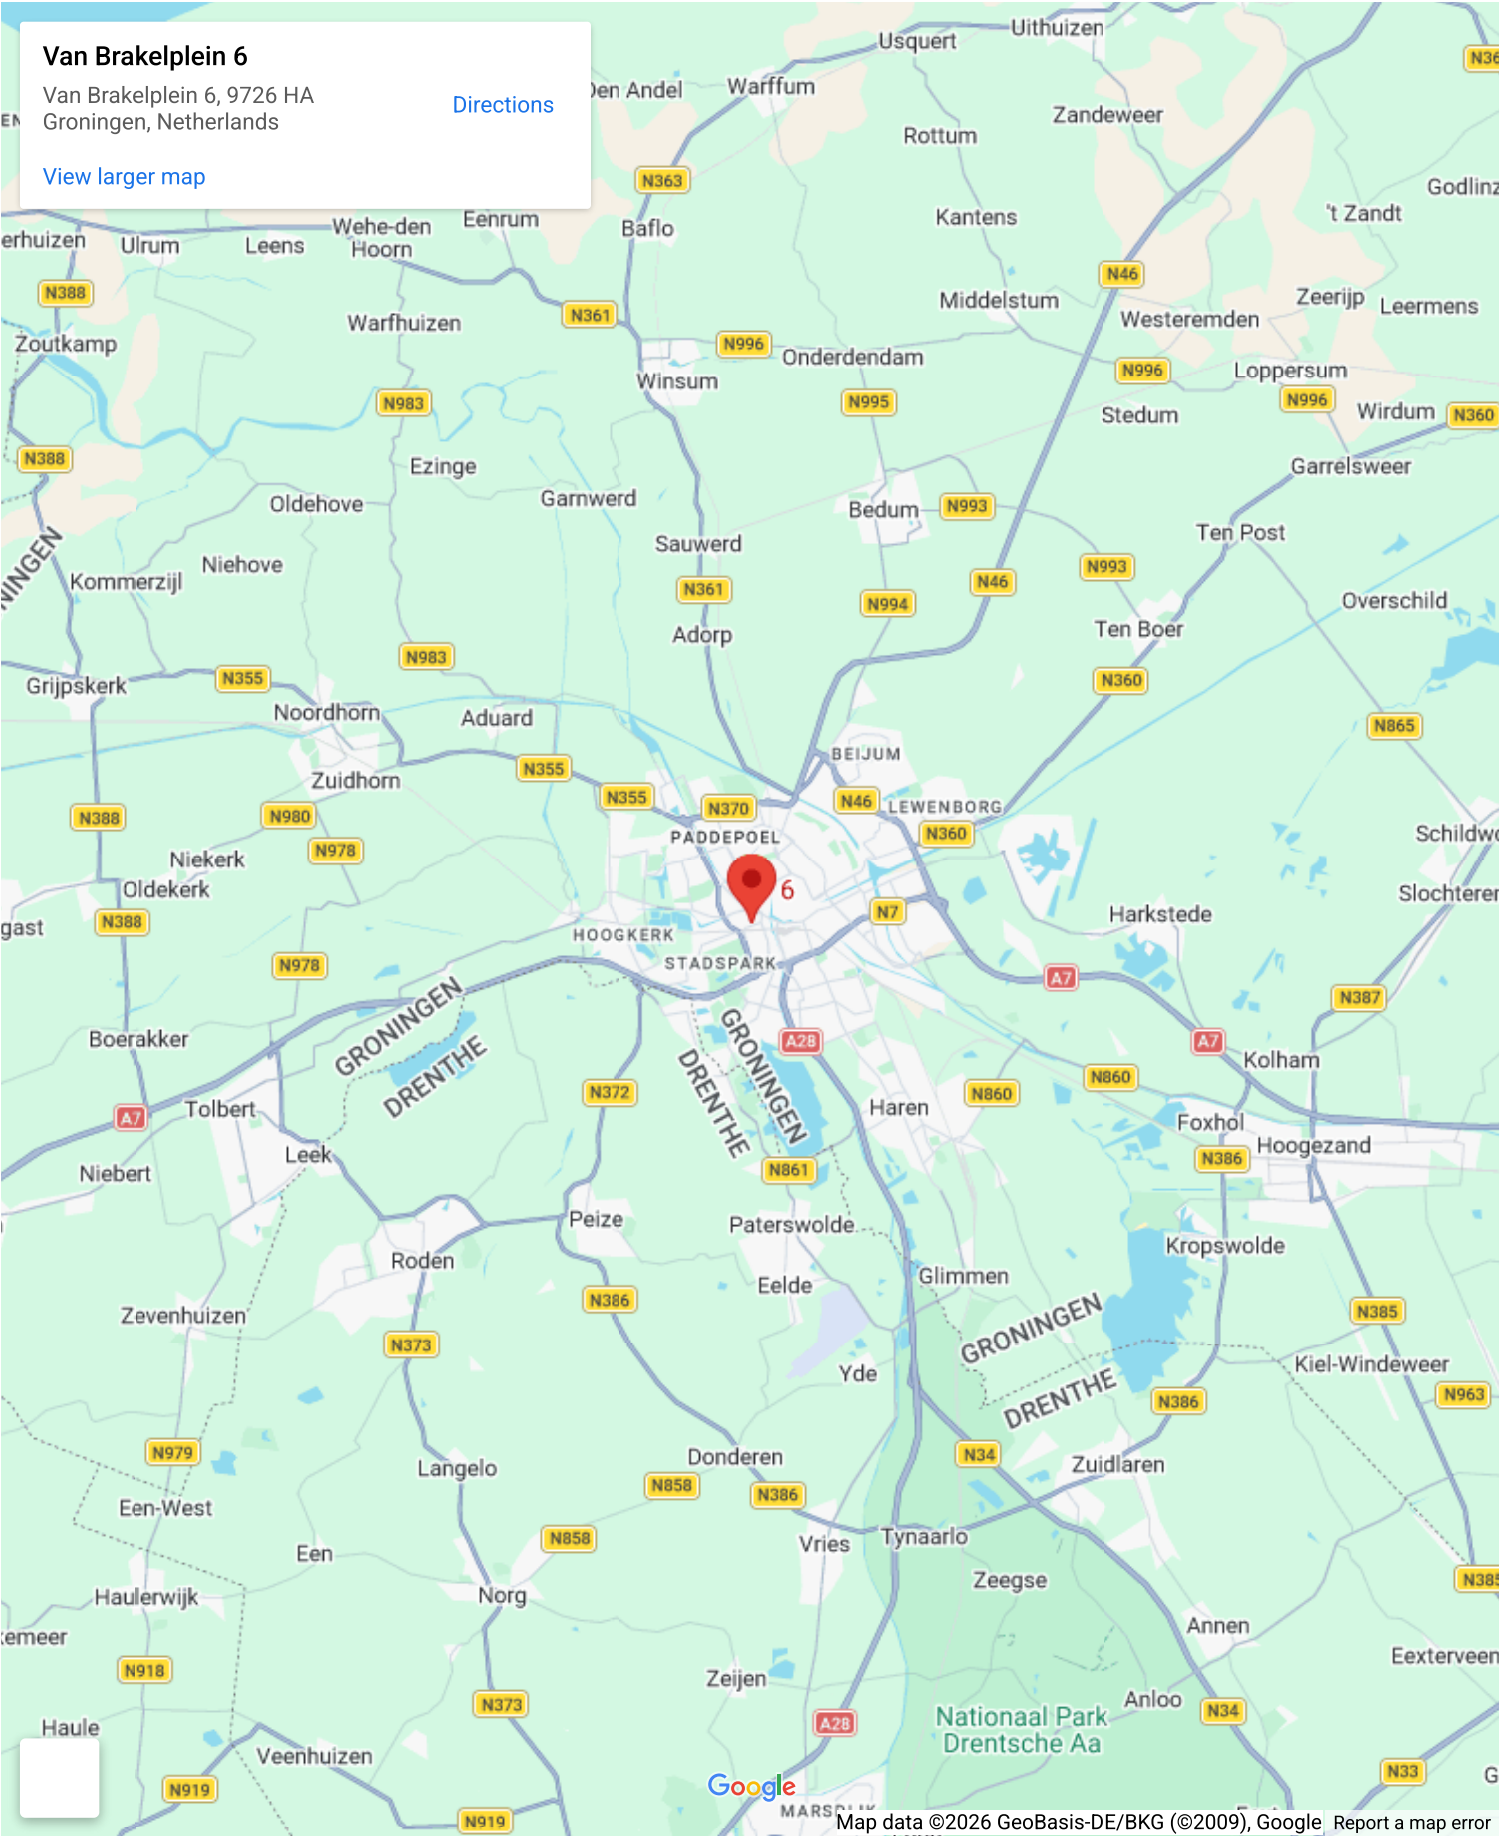 Van Brakelplein 6
Van Brakelplein 6, 9726 HA
Groningen, Netherlands
Directions
View larger map
Usquert
Uithuizen
Den Andel
Warffum
Zandeweer
Rottum
N363
Godlinz
't Zandt
Kantens
Eenrum
Wehe-den
Hoorn
Baflo
erhuizen
Ulrum
Leens
N46
N388
Zeerijp
Leermens
Middelstum
Westeremden
N361
Warfhuizen
Zoutkamp
N996
Onderdendam
N996
Loppersum
Winsum
N983
N995
N996
Wirdum
N360
Stedum
N388
Ezinge
Garrelsweer
Oldehove
Garnwerd
Bedum
N993
Ten Post
Sauwerd
Niehove
Kommerzijl
N361
N46
N993
N994
Overschild
Adorp
Ten Boer
N983
N355
N360
Grijpskerk
Noordhorn
Aduard
N865
BEIJUM
N355
Zuidhorn
N355
N370
N46
LEWENBORG
N388
N980
N360
Schildwo
PADDEPOEL
N978
Niekerk
Oldekerk
6
Slochteren
N388
N7
Harkstede
gast
HOOGKERK
N978
STADSPARK
A7
N387
GRONINGEN
DRENTHE
GRONINGEN
DRENTHE
Boerakker
A28
A7
Kolham
N372
N860
N860
Haren
A7
Tolbert
Foxhol
Hoogezand
Leek
N386
Niebert
N861
Peize
Paterswolde
Kropswolde
Roden
Glimmen
Eelde
N386
Zevenhuizen
GRONINGEN
DRENTHE
N385
N373
Kiel-Windeweer
Yde
N386
N963
N979
Donderen
N34
Zuidlaren
Langelo
N858
N386
Een-West
N858
Vries
Tynaarlo
Een
Zeegse
N385
Haulerwijk
Norg
Annen
Eexterveen
N918
Zeijen
N373
Anloo
N34
A28
Nationaal Park
Drentsche Aa
Haule
Veenhuizen
N33
N919
Google
N919
Map data ©2026 GeoBasis-DE/BKG (©2009), Google
Report a map error